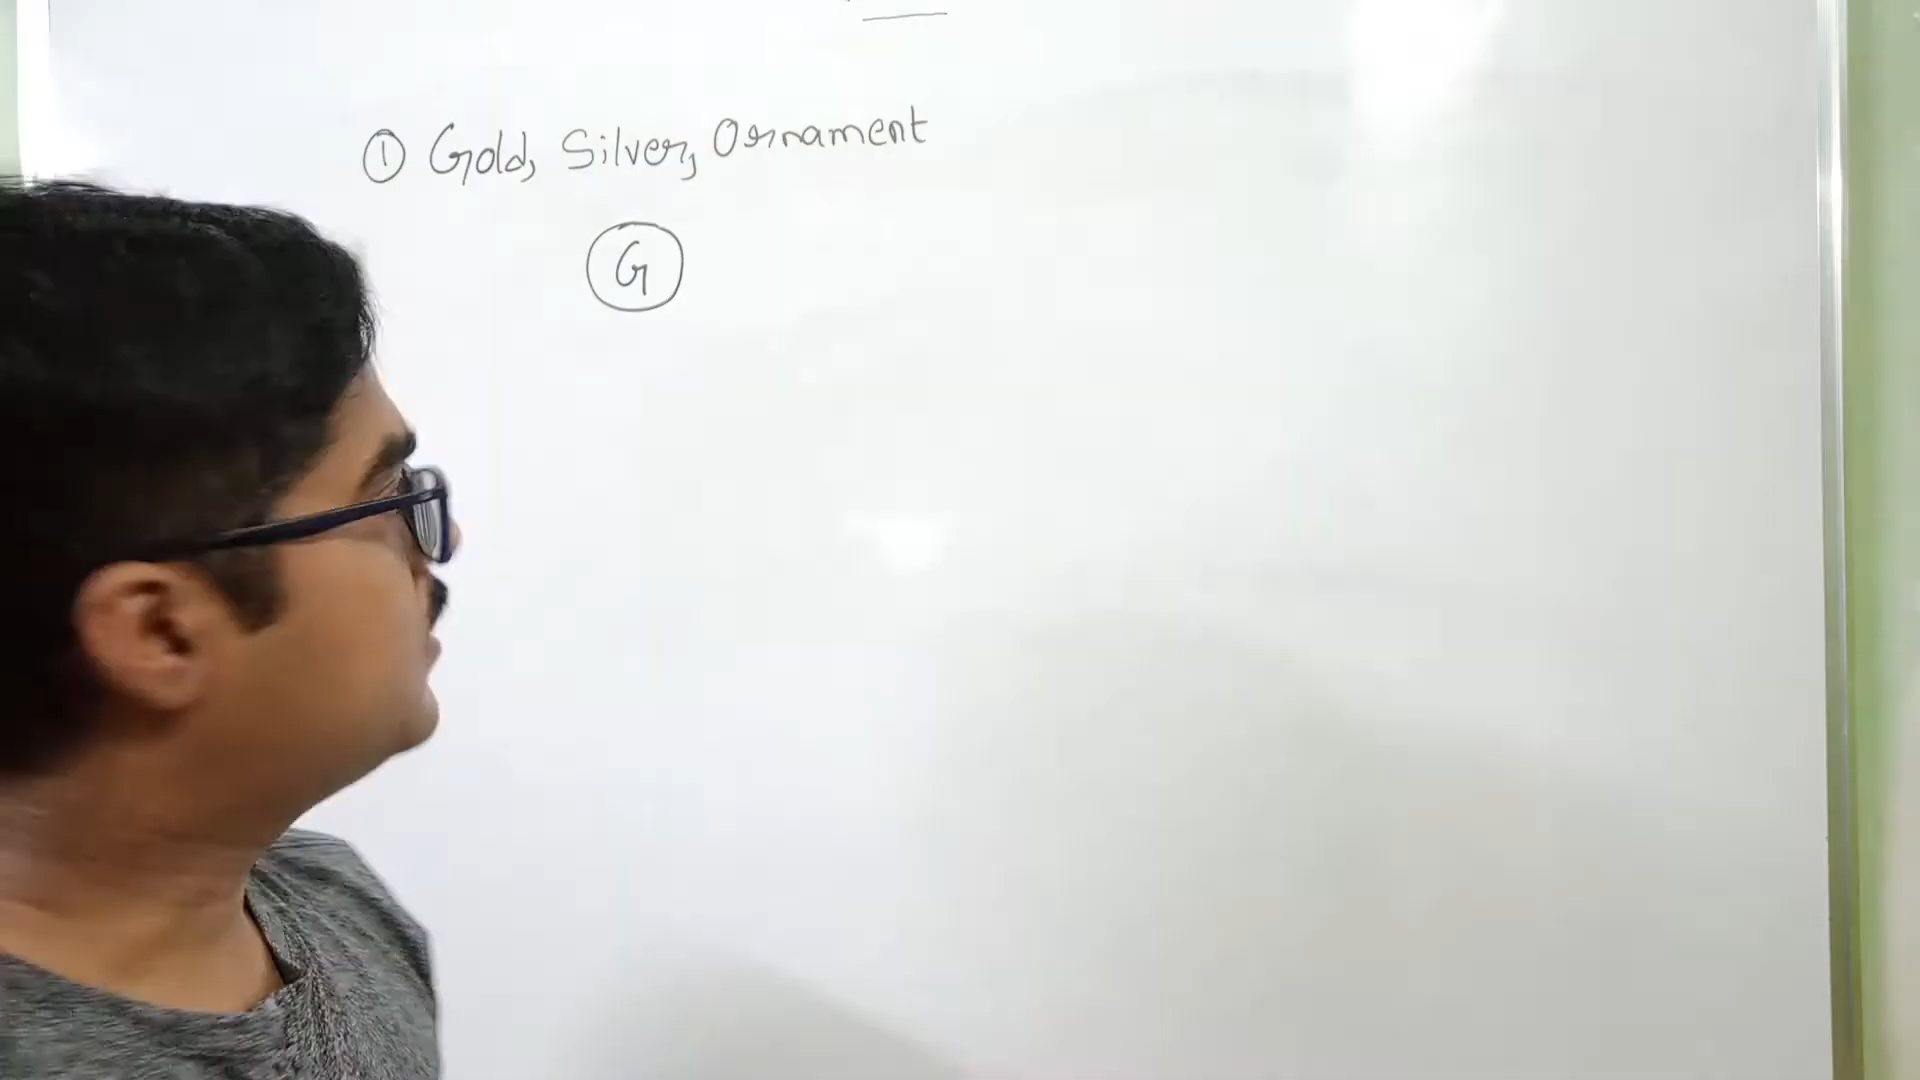 ① Gold, Silver, Ornament
G